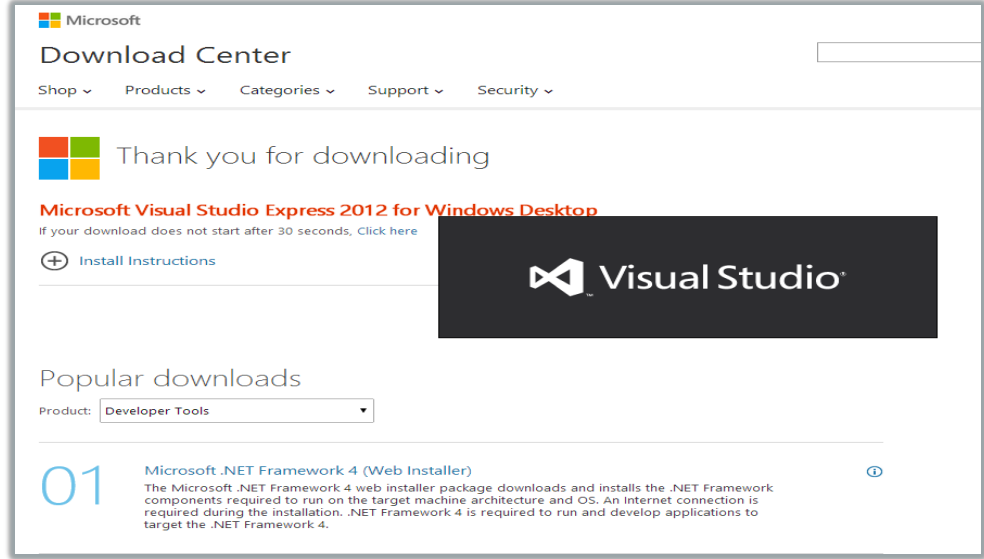 Microsoft
Download Center
Shop Products Categories Support Security
Thank you for downloading
Microsoft Visual Studio Express 2012 for Windows Desktop
If your download does not start after 30 seconds, Click here
Install Instructions
Visual Studio
Popular downloads
Product: Developer Tools
01
Microsoft .NET Framework 4 (Web Installer)
The Microsoft .NET Framework 4 web installer package downloads and installs the .NET Framework
components required to run on the target machine architecture and OS. An Internet connection is
required during the installation. .NET Framework 4 is required to run and develop applications to
target the .NET Framework 4.